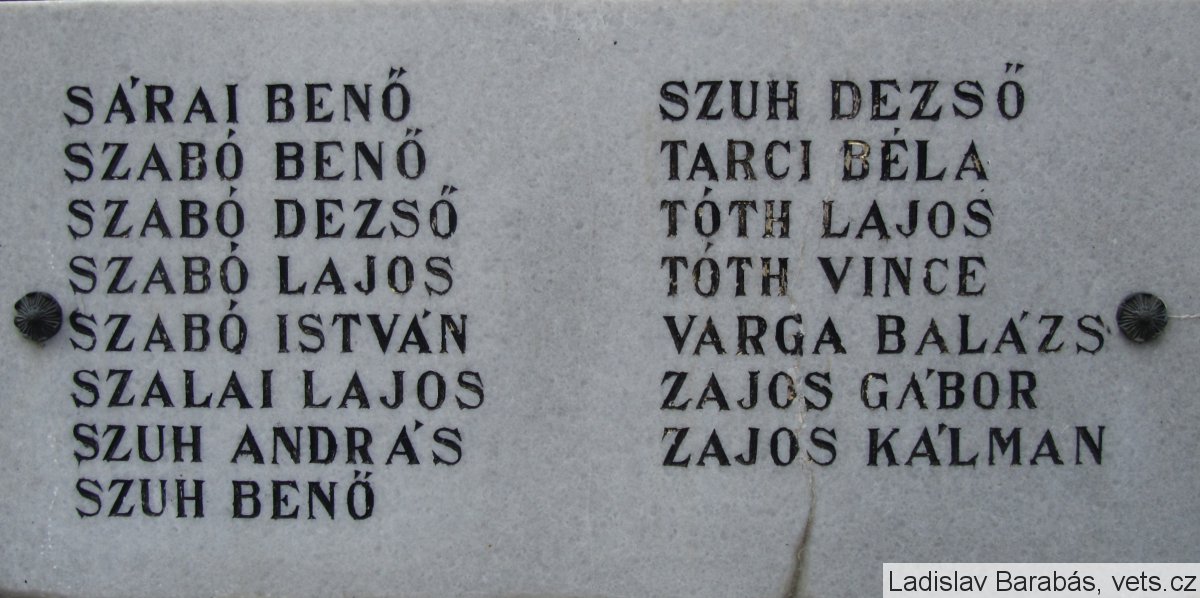 SÁRAI BENŐ
SZABÓ BENŐ
SZABÓ DEZSŐ
SZABÓ LAJOS
SZABÓ ISTVÁN
SZALAI LAJOS
SZUH ANDRÁS
SZUH BENŐ
SZUH DEZSŐ
TARCI BÉLA
TÓTH LAJOS
TÓTH VINCE
VARGA BALÁZS
ZAJOS GÁBOR
ZAJOS KÁLMAN
Ladislav Barabás, vets.cz